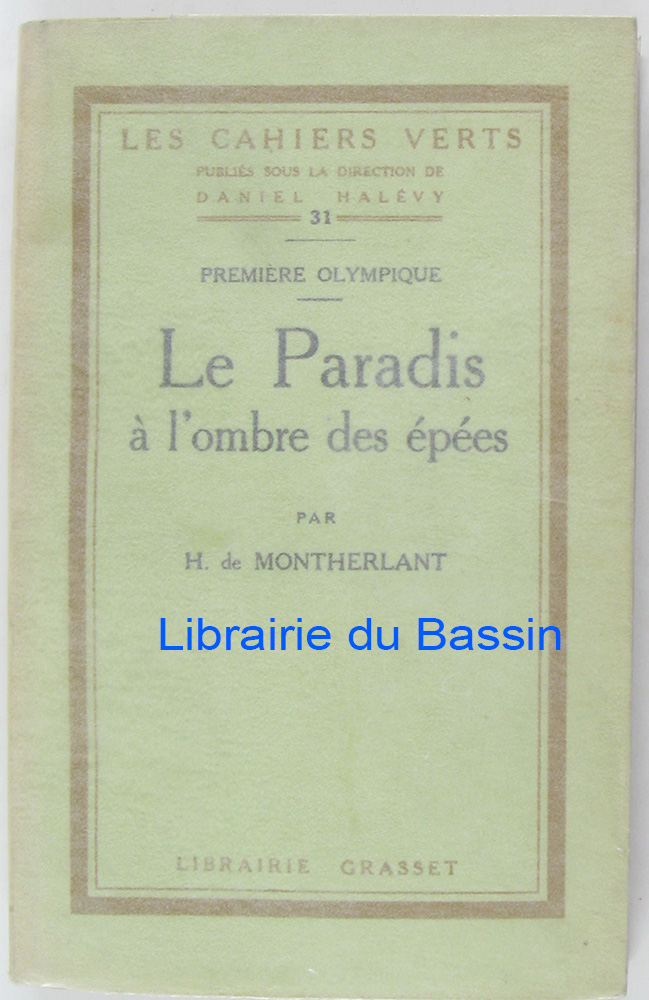 LES CAHIERS VERTS
PUBLIÉS SOUS LA DIRECTION DE
DANIEL HALÉVY
31
PREMIÈRE OLYMPIQUE
Le Paradis
à l'ombre des épées
PAR
H. de MONTHERLANT
Librairie du Bassin
LIBRAIRIE GRASSET